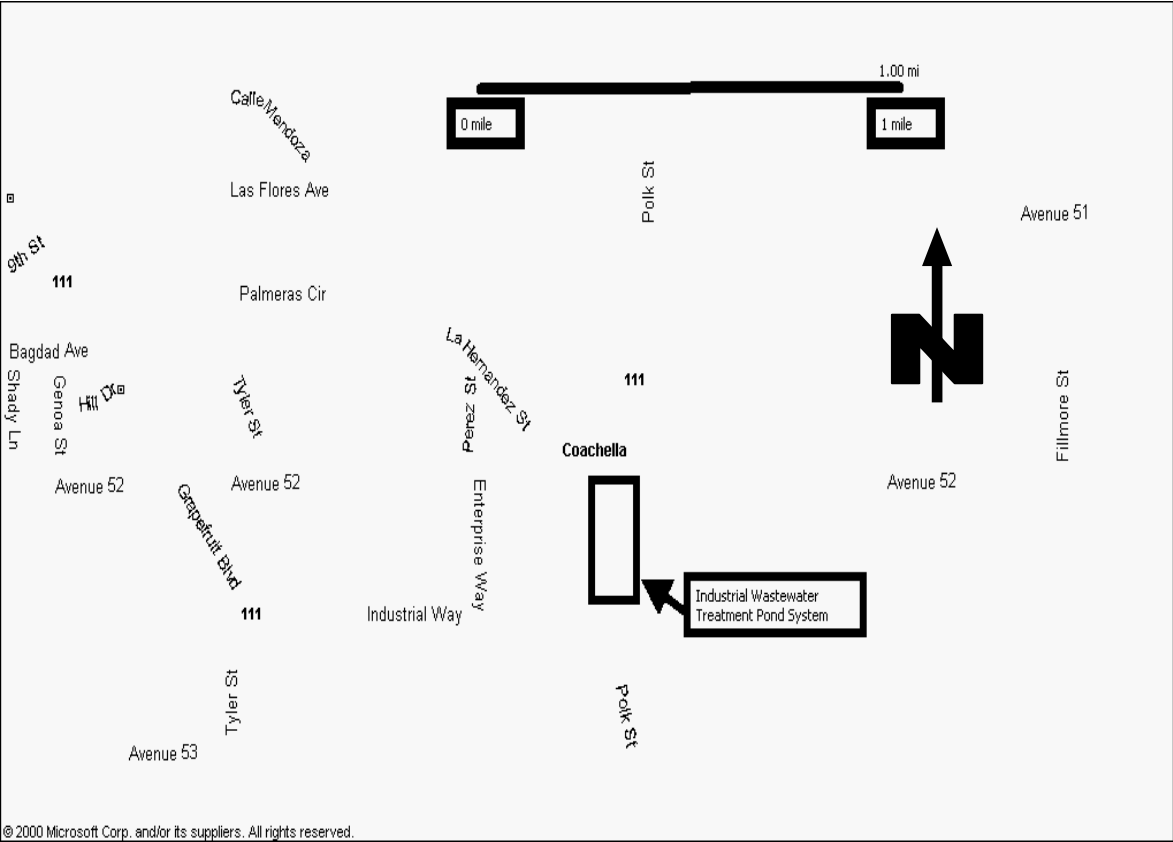 1.00 mi
Calle Mendoza
0 mile
1 mile
Polk St
Las Flores Ave
Avenue 51
9th St
111
Palmeras Cir
N
La Hernandez St
Bagdad Ave
111
Shady Ln
Genoa St
Hill Dr
Tyler St
Perez St
Fillmore St
Coachella
Avenue 52
Avenue 52
Avenue 52
Grapefruit Blvd
Enterprise Way
Industrial Wastewater
Treatment Pond System
111
Industrial Way
Tyler St
Polk St
Avenue 53
© 2000 Microsoft Corp. and/or its suppliers. All rights reserved.